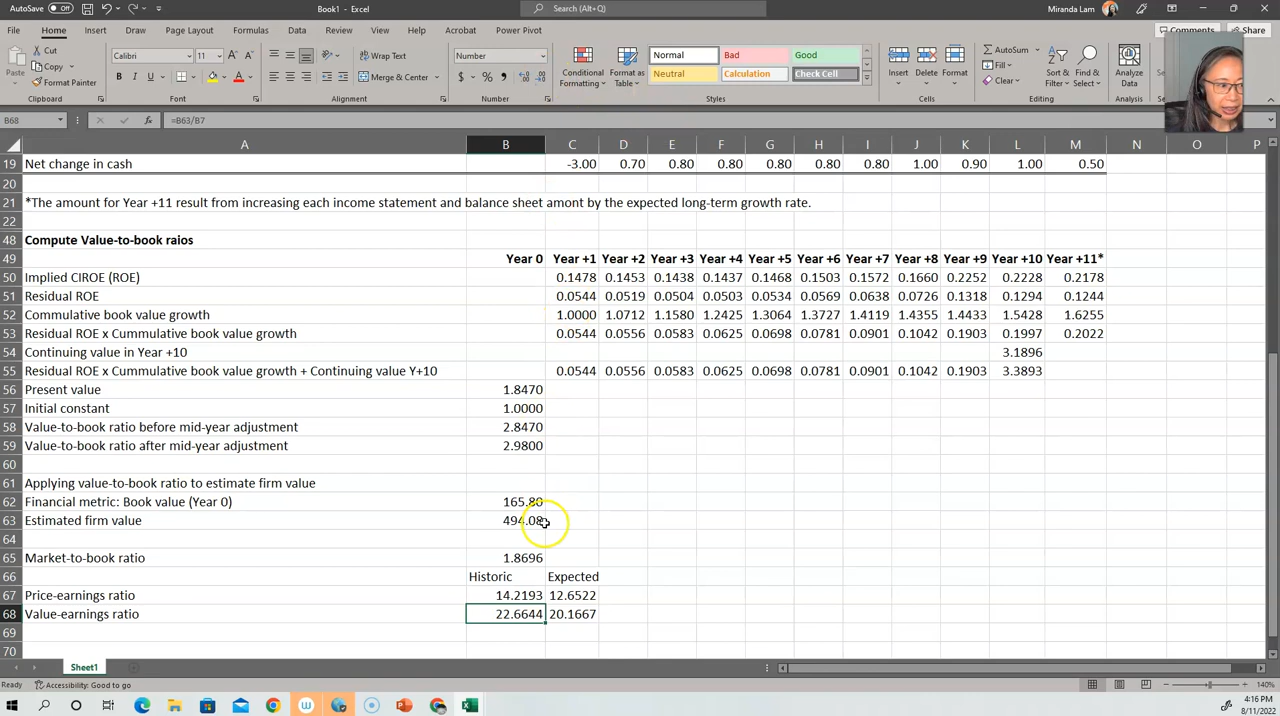 AutoSave Off Book1 - Excel Search (Alt+Q) Miranda Lam
File Home Insert Draw Page Layout Formulas Data Review View Help Acrobat Power Pivot Comments Share
Cut
Copy
Format Painter
Paste
Calibri 11
Wrap Text
Merge & Center
Number
Conditional Formatting
Format as Table
Normal Bad Good
Neutral Calculation Check Cell
Insert Delete Format
AutoSum
Fill
Clear
Sort & Filter
Find & Select
Analyze Data
Clipboard Font Alignment Number Styles Cells Editing Analysis
B68 fx =B63/B7
A B C D E F G H I J K L M N O P
19 Net change in cash -3.00 0.70 0.80 0.80 0.80 0.80 0.80 1.00 0.90 1.00 0.50
20
21 *The amount for Year +11 result from increasing each income statement and balance sheet amont by the expected long-term growth rate.
22
48 Compute Value-to-book raios
49 Year 0 Year +1 Year +2 Year +3 Year +4 Year +5 Year +6 Year +7 Year +8 Year +9 Year +10 Year +11*
50 Implied CIROE (ROE) 0.1478 0.1453 0.1438 0.1437 0.1468 0.1503 0.1572 0.1660 0.2252 0.2228 0.2178
51 Residual ROE 0.0544 0.0519 0.0504 0.0503 0.0534 0.0569 0.0638 0.0726 0.1318 0.1294 0.1244
52 Commulative book value growth 1.0000 1.0712 1.1580 1.2425 1.3064 1.3727 1.4119 1.4355 1.4433 1.5428 1.6255
53 Residual ROE x Cummulative book value growth 0.0544 0.0556 0.0583 0.0625 0.0698 0.0781 0.0901 0.1042 0.1903 0.1997 0.2022
54 Continuing value in Year +10 3.1896
55 Residual ROE x Cummulative book value growth + Continuing value Y+10 0.0544 0.0556 0.0583 0.0625 0.0698 0.0781 0.0901 0.1042 0.1903 3.3893
56 Present value 1.8470
57 Initial constant 1.0000
58 Value-to-book ratio before mid-year adjustment 2.8470
59 Value-to-book ratio after mid-year adjustment 2.9800
60
61 Applying value-to-book ratio to estimate firm value
62 Financial metric: Book value (Year 0) 165.80
63 Estimated firm value 494.08
64
65 Market-to-book ratio 1.8696
66 Historic Expected
67 Price-earnings ratio 14.2193 12.6522
68 Value-earnings ratio 22.6644 20.1667
69
70
Sheet1
Ready Accessibility: Good to go 140%
4:16 PM
8/11/2022